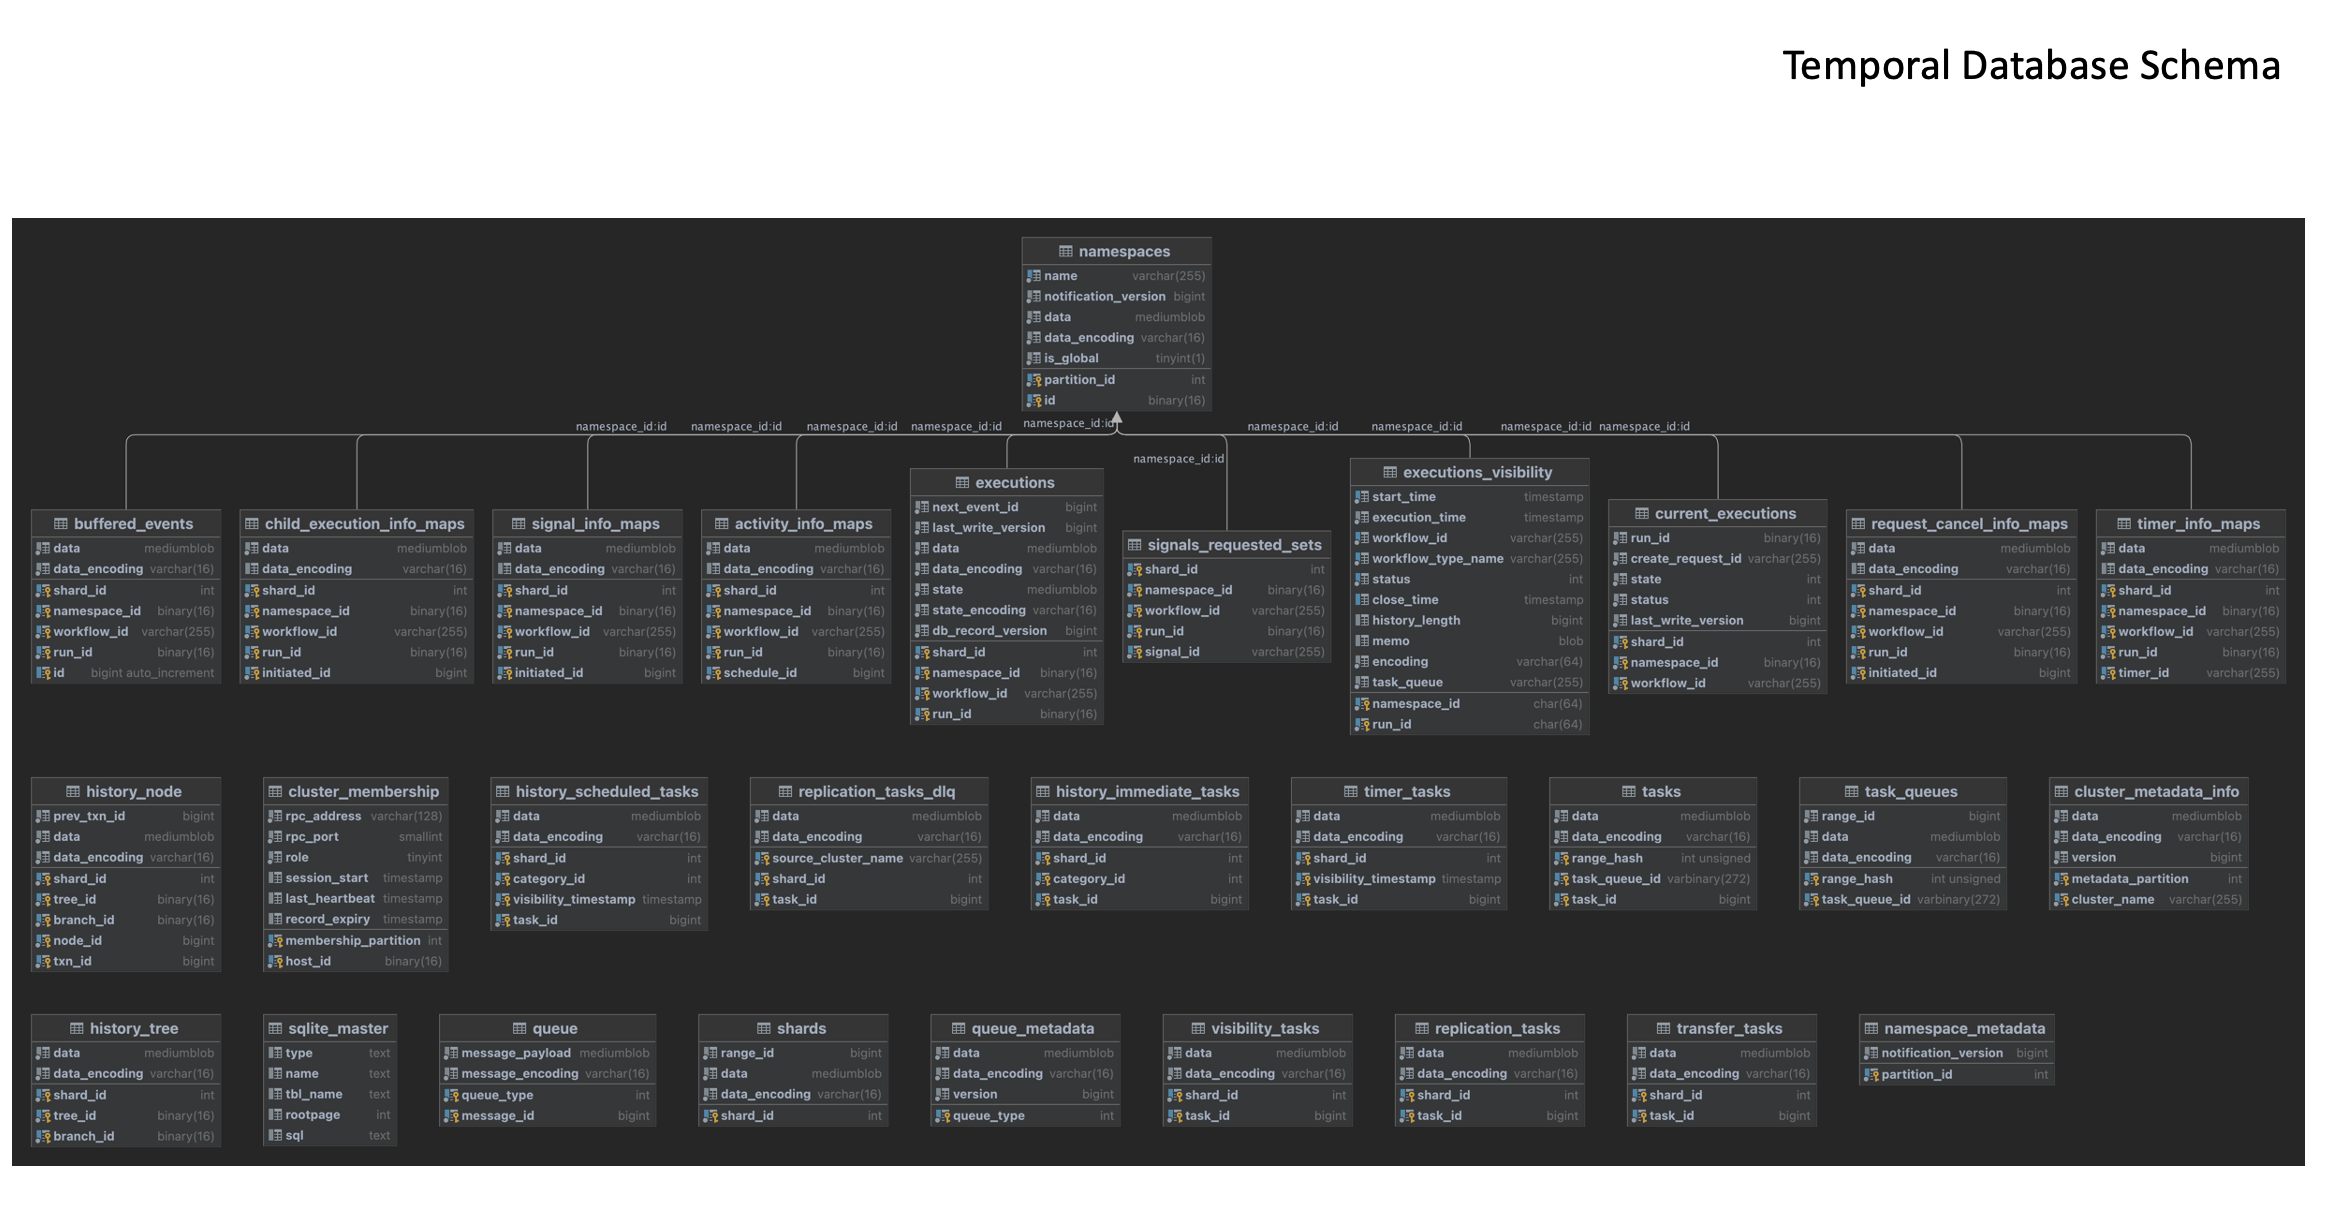 Temporal Database Schema
namespaces
name varchar(255)
notification_version bigint
data mediumblob
data_encoding varchar(16)
is_global tinyint(1)
partition_id int
id binary(16)
namespace_id:id namespace_id:id namespace_id:id namespace_id:id namespace_id:id namespace_id:id namespace_id:id namespace_id:id namespace_id:id
namespace_id:id
buffered_events
data mediumblob
data_encoding varchar(16)
shard_id int
namespace_id binary(16)
workflow_id varchar(255)
run_id binary(16)
id bigint auto_increment
child_execution_info_maps
data mediumblob
data_encoding varchar(16)
shard_id int
namespace_id binary(16)
workflow_id varchar(255)
run_id binary(16)
initiated_id bigint
signal_info_maps
data mediumblob
data_encoding varchar(16)
shard_id int
namespace_id binary(16)
workflow_id varchar(255)
run_id binary(16)
initiated_id bigint
activity_info_maps
data mediumblob
data_encoding varchar(16)
shard_id int
namespace_id binary(16)
workflow_id varchar(255)
run_id binary(16)
schedule_id bigint
executions
next_event_id bigint
last_write_version bigint
data mediumblob
data_encoding varchar(16)
state mediumblob
state_encoding varchar(16)
db_record_version bigint
shard_id int
namespace_id binary(16)
workflow_id varchar(255)
run_id binary(16)
signals_requested_sets
shard_id int
namespace_id binary(16)
workflow_id varchar(255)
run_id binary(16)
signal_id varchar(255)
executions_visibility
start_time timestamp
execution_time timestamp
workflow_id varchar(255)
workflow_type_name varchar(255)
status int
close_time timestamp
history_length bigint
memo blob
encoding varchar(64)
task_queue varchar(255)
namespace_id char(64)
run_id char(64)
current_executions
run_id binary(16)
create_request_id varchar(255)
state int
status int
last_write_version bigint
shard_id int
namespace_id binary(16)
workflow_id varchar(255)
request_cancel_info_maps
data mediumblob
data_encoding varchar(16)
shard_id int
namespace_id binary(16)
workflow_id varchar(255)
run_id binary(16)
initiated_id bigint
timer_info_maps
data mediumblob
data_encoding varchar(16)
shard_id int
namespace_id binary(16)
workflow_id varchar(255)
run_id binary(16)
timer_id varchar(255)
history_node
prev_txn_id bigint
data mediumblob
data_encoding varchar(16)
shard_id int
tree_id binary(16)
branch_id binary(16)
node_id bigint
txn_id bigint
cluster_membership
rpc_address varchar(128)
rpc_port smallint
role tinyint
session_start timestamp
last_heartbeat timestamp
record_expiry timestamp
membership_partition int
host_id binary(16)
history_scheduled_tasks
data mediumblob
data_encoding varchar(16)
shard_id int
category_id int
visibility_timestamp timestamp
task_id bigint
replication_tasks_dlq
data mediumblob
data_encoding varchar(16)
source_cluster_name varchar(255)
shard_id int
task_id bigint
history_immediate_tasks
data mediumblob
data_encoding varchar(16)
shard_id int
category_id int
task_id bigint
timer_tasks
data mediumblob
data_encoding varchar(16)
shard_id int
visibility_timestamp timestamp
task_id bigint
tasks
data mediumblob
data_encoding varchar(16)
range_hash int unsigned
task_queue_id varbinary(272)
task_id bigint
task_queues
range_id bigint
data mediumblob
data_encoding varchar(16)
range_hash int unsigned
task_queue_id varbinary(272)
cluster_metadata_info
data mediumblob
data_encoding varchar(16)
version bigint
metadata_partition int
cluster_name varchar(255)
history_tree
data mediumblob
data_encoding varchar(16)
shard_id int
tree_id binary(16)
branch_id binary(16)
sqlite_master
type text
name text
tbl_name text
rootpage int
sql text
queue
message_payload mediumblob
message_encoding varchar(16)
queue_type int
message_id bigint
shards
range_id bigint
data mediumblob
data_encoding varchar(16)
shard_id int
queue_metadata
data mediumblob
data_encoding varchar(16)
version bigint
queue_type int
visibility_tasks
data mediumblob
data_encoding varchar(16)
shard_id int
task_id bigint
replication_tasks
data mediumblob
data_encoding varchar(16)
shard_id int
task_id bigint
transfer_tasks
data mediumblob
data_encoding varchar(16)
shard_id int
task_id bigint
namespace_metadata
notification_version bigint
partition_id int